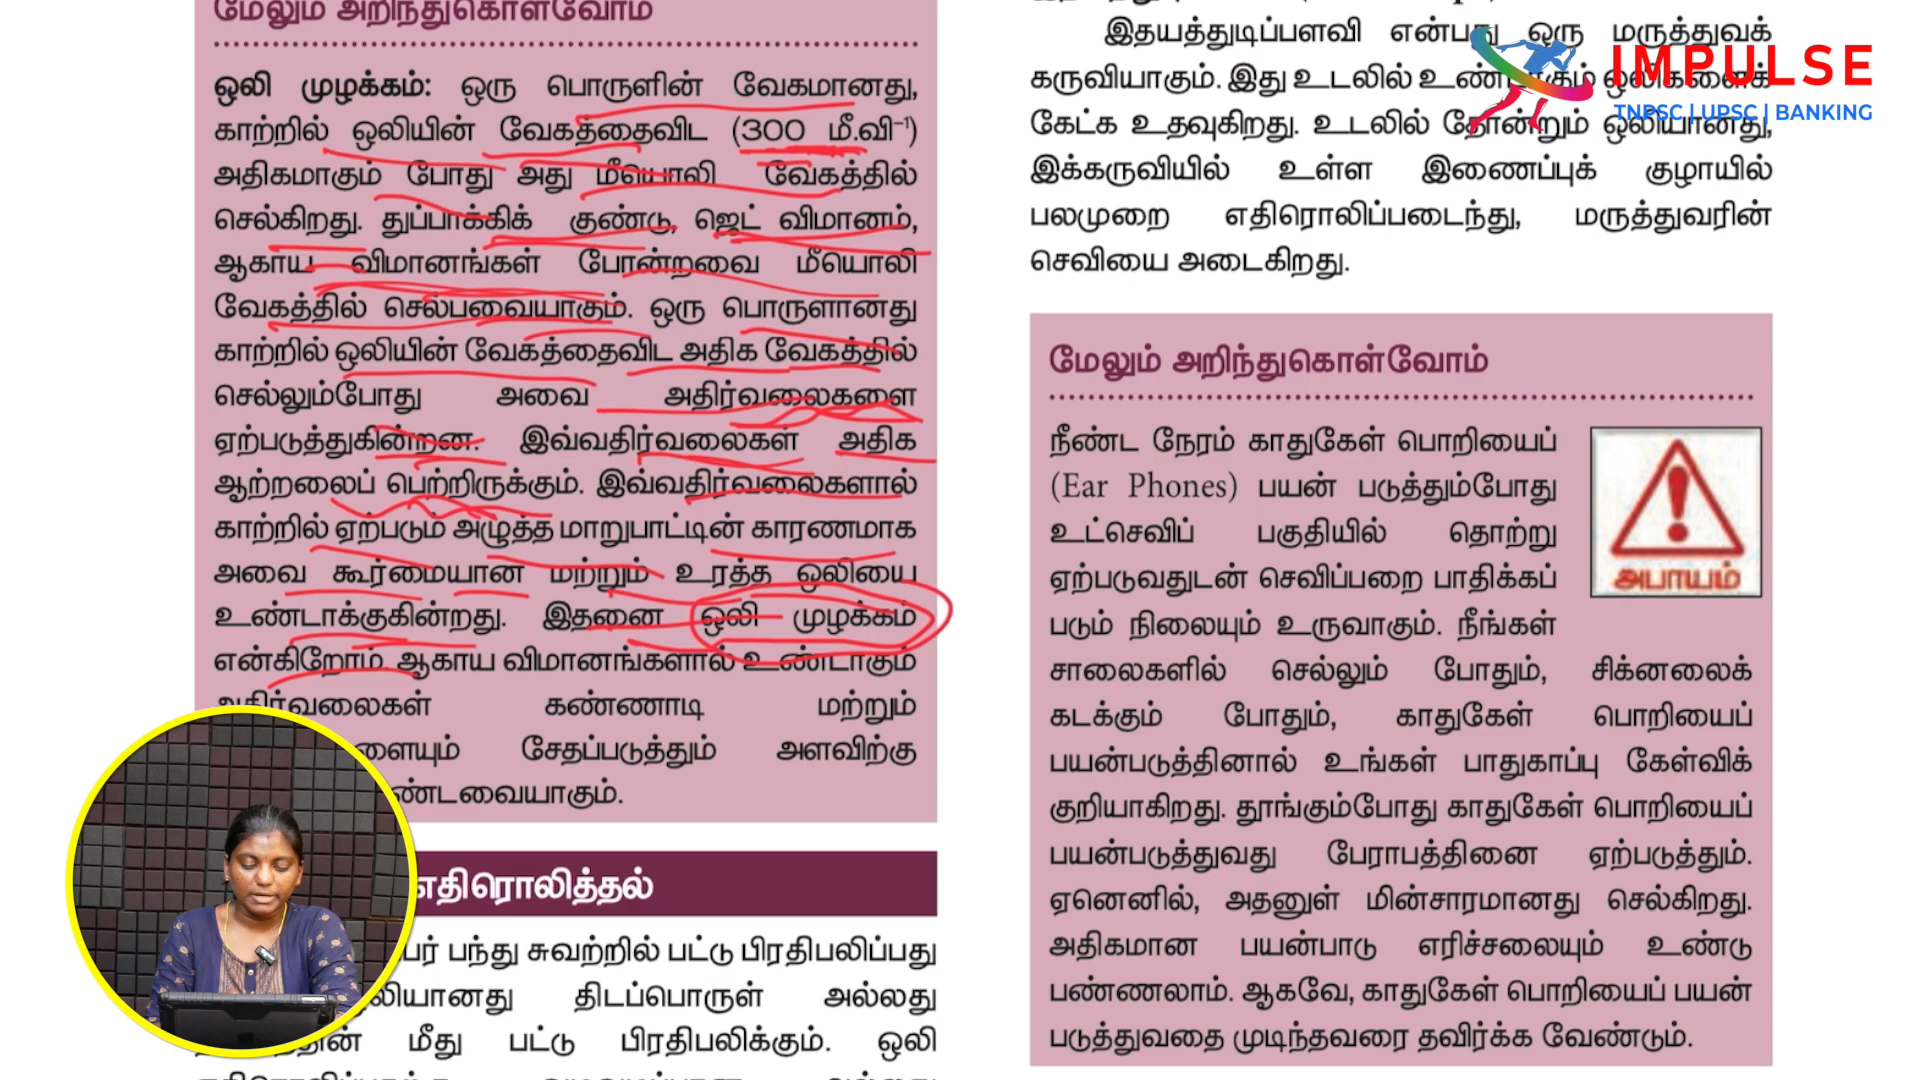 மேலும் அறிந்துகொள்வோம்
ஒலி முழக்கம்: ஒரு பொருளின் வேகமானது,
காற்றில் ஒலியின் வேகத்தைவிட (300 மீ.வி⁻¹)
அதிகமாகும் போது அது மீயொலி வேகத்தில்
செல்கிறது. துப்பாக்கிக் குண்டு, ஜெட் விமானம்,
ஆகாய விமானங்கள் போன்றவை மீயொலி
வேகத்தில் செல்பவையாகும். ஒரு பொருளானது
காற்றில் ஒலியின் வேகத்தைவிட அதிக வேகத்தில்
செல்லும்போது அவை அதிர்வலைகளை
ஏற்படுத்துகின்றன. இவ்வதிர்வலைகள் அதிக
ஆற்றலைப் பெற்றிருக்கும். இவ்வதிர்வலைகளால்
காற்றில் ஏற்படும் அழுத்த மாறுபாட்டின் காரணமாக
அவை கூர்மையான மற்றும் உரத்த ஒலியை
உண்டாக்குகின்றது. இதனை ஒலி முழக்கம்
என்கிறோம். ஆகாய விமானங்களால் உண்டாகும்
அதிர்வலைகள் கண்ணாடி மற்றும்
சேதப்படுத்தும் அளவிற்கு
எதிரொலித்தல்
பந்து சுவற்றில் பட்டு பிரதிபலிப்பது
திடப்பொருள் அல்லது
மீது பட்டு பிரதிபலிக்கும். ஒலி
இதயத்துடிப்பளவி என்பது ஒரு மருத்துவக்
கருவியாகும். இது உடலில் உண்டாகும் ஒலிகளைக்
கேட்க உதவுகிறது. உடலில் தோன்றும் ஒலியானது,
இக்கருவியில் உள்ள இணைப்புக் குழாயில்
பலமுறை எதிரொலிப்படைந்து, மருத்துவரின்
செவியை அடைகிறது.
மேலும் அறிந்துகொள்வோம்
நீண்ட நேரம் காதுகேள் பொறியைப்
(Ear Phones) பயன் படுத்தும்போது
உட்செவிப் பகுதியில் தொற்று
ஏற்படுவதுடன் செவிப்பறை பாதிக்கப்
படும் நிலையும் உருவாகும். நீங்கள்
சாலைகளில் செல்லும் போதும், சிக்னலைக்
கடக்கும் போதும், காதுகேள் பொறியைப்
பயன்படுத்தினால் உங்கள் பாதுகாப்பு கேள்விக்
குறியாகிறது. தூங்கும்போது காதுகேள் பொறியைப்
பயன்படுத்துவது பேராபத்தினை ஏற்படுத்தும்.
ஏனெனில், அதனுள் மின்சாரமானது செல்கிறது.
அதிகமான பயன்பாடு எரிச்சலையும் உண்டு
பண்ணலாம். ஆகவே, காதுகேள் பொறியைப் பயன்
படுத்துவதை முடிந்தவரை தவிர்க்க வேண்டும்.
அபாயம்
IMPULSE
TNPSC | UPSC | BANKING